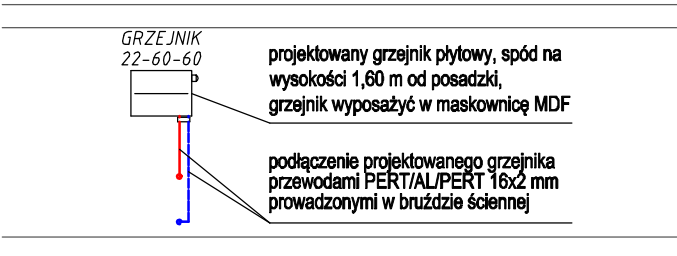 GRZEJNIK
22-60-60
projektowany grzejnik płytowy, spód na
wysokości 1,60 m od posadzki,
grzejnik wyposażyć w maskownicę MDF
podłączenie projektowanego grzejnika
przewodami PERT/AL/PERT 16x2 mm
prowadzonymi w bruździe ściennej